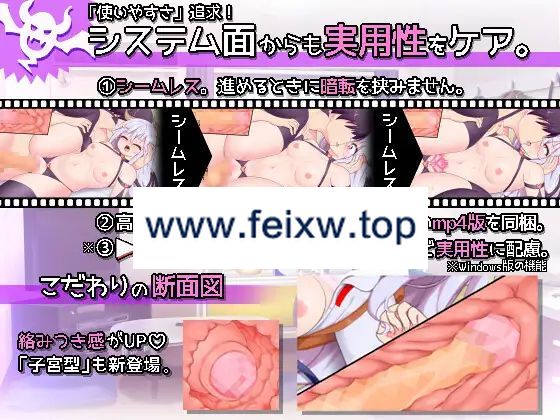 「使いやすさ」追求!
システム面からも実用性をケア。
①シームレス。進めるときに暗転を挟みません。
シームレス
シームレス
②高
mp4版を同梱。
※③
実用性に配慮。
※Windows版の機能
www.feixw.top
こだわりの断面図
絡みつき感がUP♡
「子宮型」も新登場。